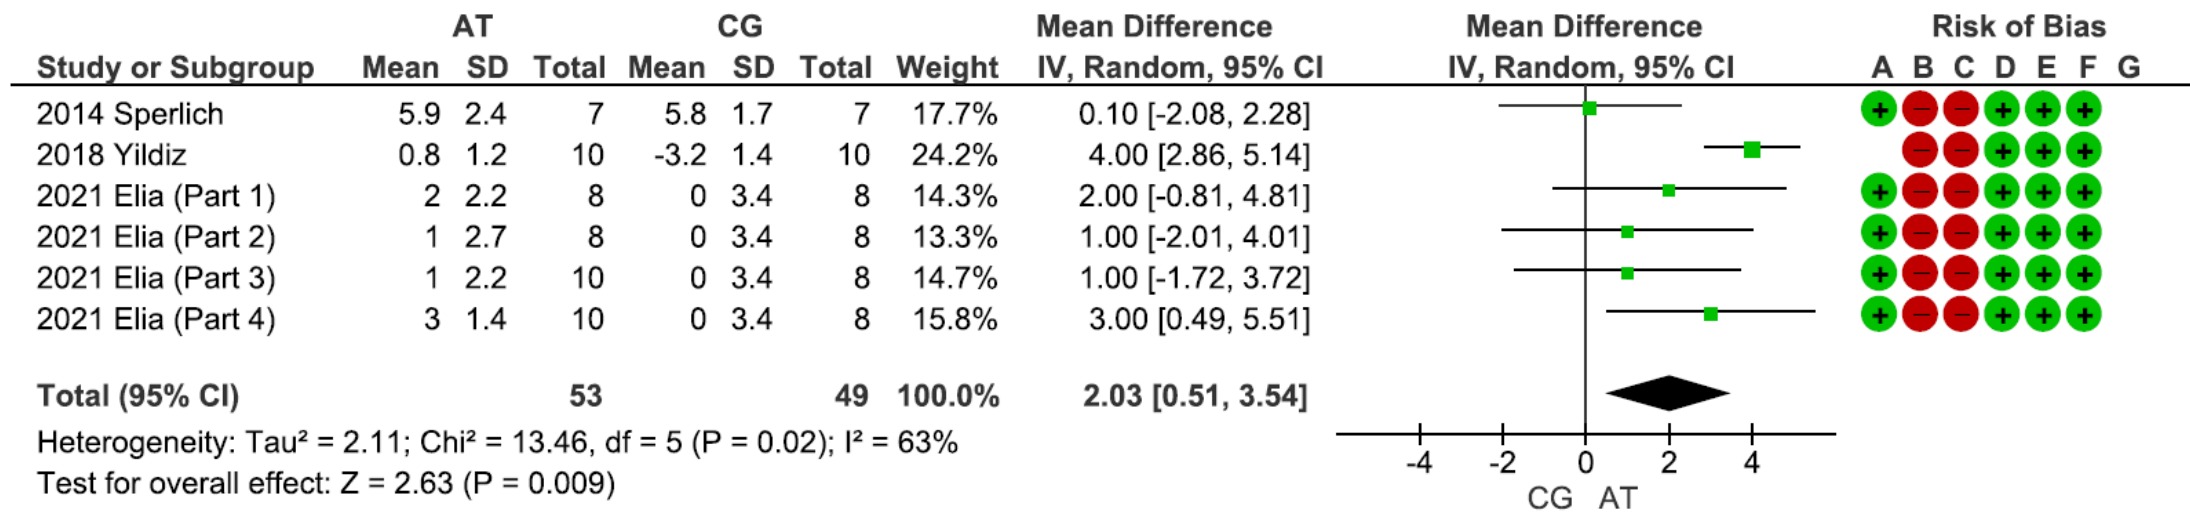 AT CG Mean Difference Mean Difference Risk of Bias
Study or Subgroup Mean SD Total Mean SD Total Weight IV, Random, 95% CI IV, Random, 95% CI A B C D E F G
2014 Sperlich 5.9 2.4 7 5.8 1.7 7 17.7% 0.10 [-2.08, 2.28] + − − + + +
2018 Yildiz 0.8 1.2 10 -3.2 1.4 10 24.2% 4.00 [2.86, 5.14] − − + + +
2021 Elia (Part 1) 2 2.2 8 0 3.4 8 14.3% 2.00 [-0.81, 4.81] + − − + + +
2021 Elia (Part 2) 1 2.7 8 0 3.4 8 13.3% 1.00 [-2.01, 4.01] + − − + + +
2021 Elia (Part 3) 1 2.2 10 0 3.4 8 14.7% 1.00 [-1.72, 3.72] + − − + + +
2021 Elia (Part 4) 3 1.4 10 0 3.4 8 15.8% 3.00 [0.49, 5.51] + − − + + +
Total (95% CI) 53 49 100.0% 2.03 [0.51, 3.54]
Heterogeneity: Tau² = 2.11; Chi² = 13.46, df = 5 (P = 0.02); I² = 63%
Test for overall effect: Z = 2.63 (P = 0.009)
-4 -2 0 2 4
CG AT